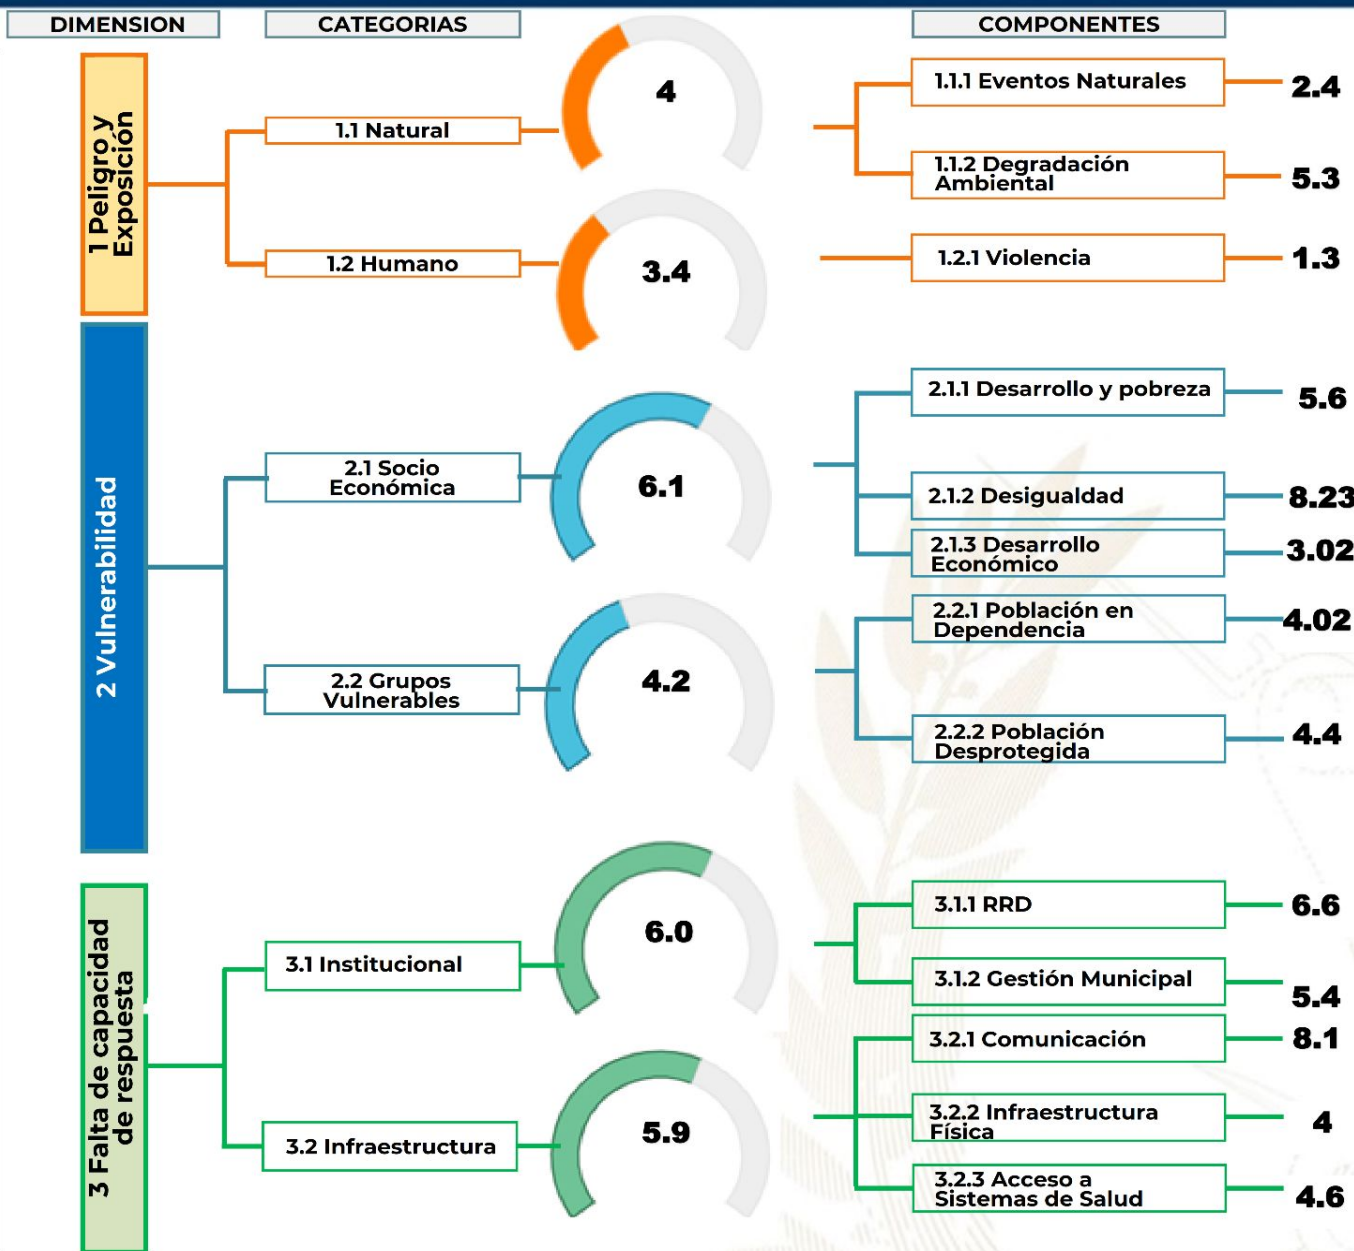 DIMENSION
CATEGORIAS
COMPONENTES
1 Peligro y
Exposición
1.1 Natural
4
1.1.1 Eventos Naturales
2.4
1.1.2 Degradación
Ambiental
5.3
1.2 Humano
3.4
1.2.1 Violencia
1.3
2 Vulnerabilidad
2.1 Socio
Económica
6.1
2.1.1 Desarrollo y pobreza
5.6
2.1.2 Desigualdad
8.23
2.1.3 Desarrollo
Económico
3.02
2.2 Grupos
Vulnerables
4.2
2.2.1 Población en
Dependencia
4.02
2.2.2 Población
Desprotegida
4.4
3 Falta de capacidad
de respuesta
3.1 Institucional
6.0
3.1.1 RRD
6.6
3.1.2 Gestión Municipal
5.4
3.2 Infraestructura
5.9
3.2.1 Comunicación
8.1
3.2.2 Infraestructura
Física
4
3.2.3 Acceso a
Sistemas de Salud
4.6